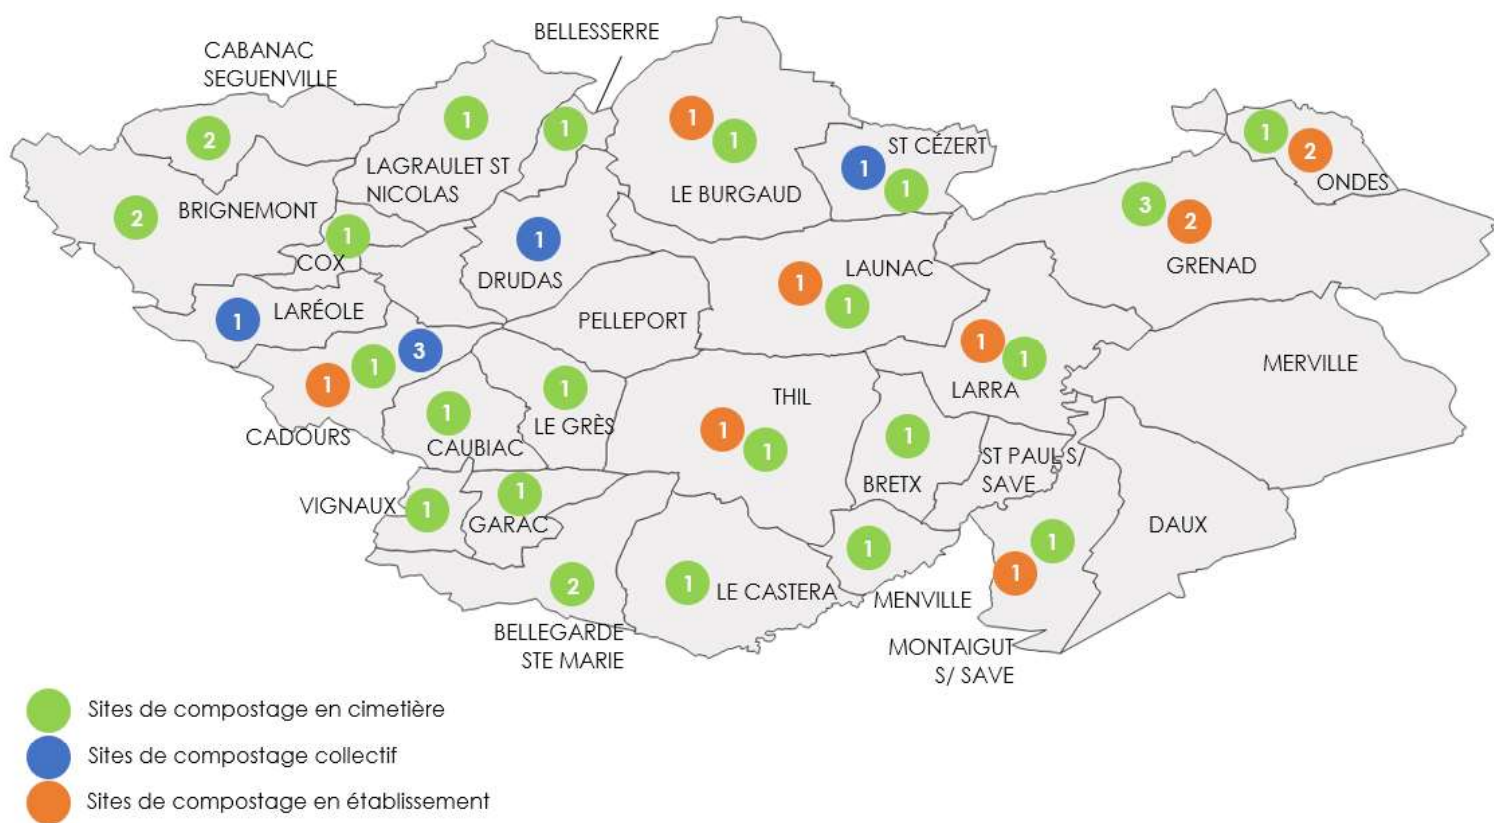 BELLESSERRE
CABANAC
SEGUENVILLE
2
1
1
1
1
ST CÉZERT
1
1
1
2
ONDES
LAGRAULET ST
NICOLAS
LE BURGAUD
BRIGNEMONT
2
3
2
GRENAD
1
COX
1
DRUDAS
LAUNAC
1
1
LARÉOLE
1
PELLEPORT
MERVILLE
1
1
LARRA
3
1
1
CADOURS
1
CAUBIAC
1
LE GRÈS
THIL
1
1
1
BRETX
ST PAUL S/
SAVE
VIGNAUX
1
1
GARAC
DAUX
1
1
1
MENVILLE
2
1
LE CASTERA
BELLEGARDE
STE MARIE
MONTAIGUT
S/ SAVE
Sites de compostage en cimetière
Sites de compostage collectif
Sites de compostage en établissement